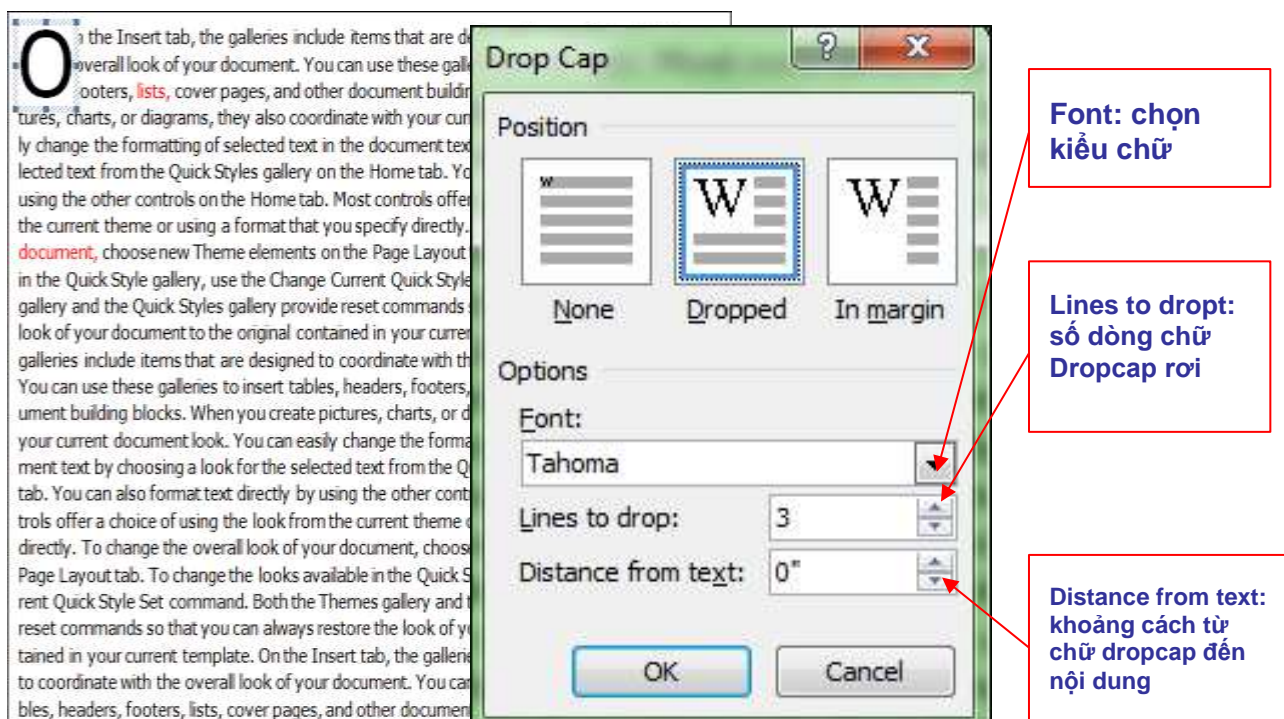 O
n the Insert tab, the galleries include items that are de
overall look of your document. You can use these gall
ooters, lists, cover pages, and other document buildin
tures, charts, or diagrams, they also coordinate with your curr
ly change the formatting of selected text in the document text
lected text from the Quick Styles gallery on the Home tab. Yo
using the other controls on the Home tab. Most controls offer
the current theme or using a format that you specify directly.
document, choose new Theme elements on the Page Layout
in the Quick Style gallery, use the Change Current Quick Style
gallery and the Quick Styles gallery provide reset commands s
look of your document to the original contained in your curren
galleries include items that are designed to coordinate with th
You can use these galleries to insert tables, headers, footers,
ument building blocks. When you create pictures, charts, or d
your current document look. You can easily change the forma
ment text by choosing a look for the selected text from the Q
tab. You can also format text directly by using the other cont
trols offer a choice of using the look from the current theme o
directly. To change the overall look of your document, choose
Page Layout tab. To change the looks available in the Quick S
rent Quick Style Set command. Both the Themes gallery and t
reset commands so that you can always restore the look of yo
tained in your current template. On the Insert tab, the gallerie
to coordinate with the overall look of your document. You can
bles, headers, footers, lists, cover pages, and other documen
Drop Cap
?
X
Position
W
W
W
None
Dropped
In margin
Options
Font:
Tahoma
Lines to drop:
3
Distance from text:
0"
OK
Cancel
Font: chọn
kiểu chữ
Lines to dropt:
số dòng chữ
Dropcap rơi
Distance from text:
khoảng cách từ
chữ dropcap đến
nội dung